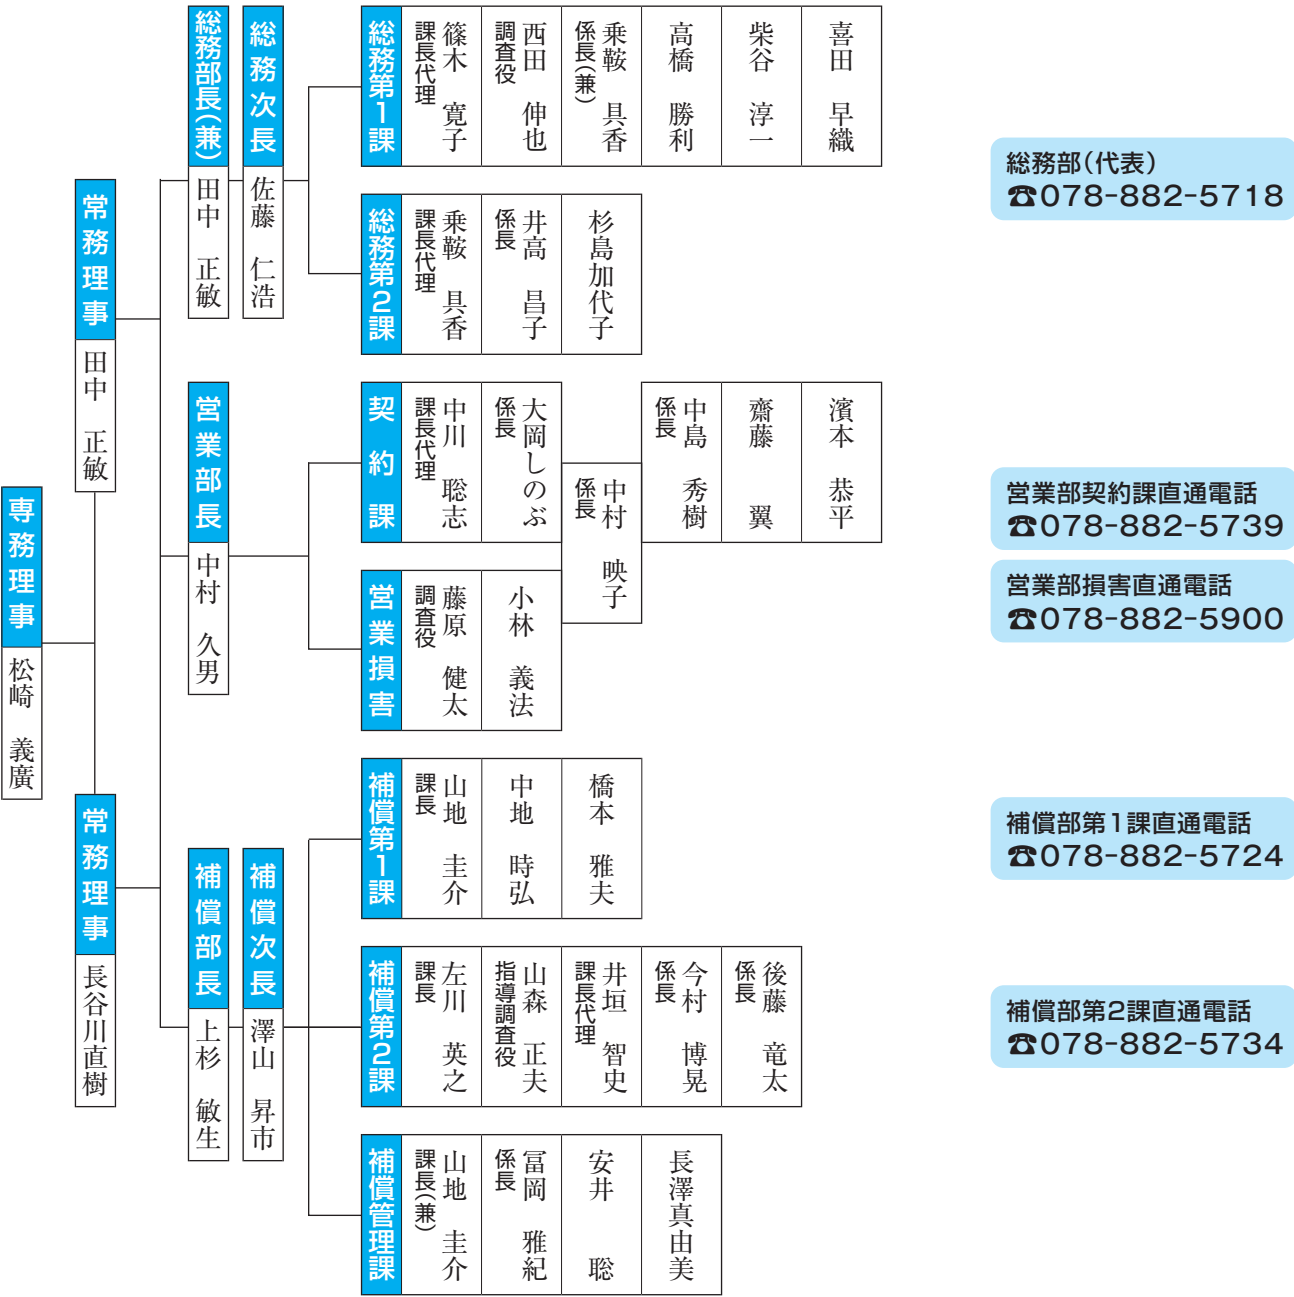 専務理事
松崎 義廣
常務理事
田中 正敏
常務理事
長谷川直樹
総務部長(兼)
田中 正敏
総務次長
佐藤 仁浩
総務第1課
課長代理
篠木 寛子
調査役
西田 伸也
係長(兼)
乗鞍 具香
高橋 勝利
柴谷 淳一
喜田 早織
総務第2課
課長代理
乗鞍 具香
係長
井高 昌子
杉島加代子
営業部長
中村 久男
契約課
課長代理
中川 聡志
係長
大岡しのぶ
係長
中村 映子
係長
中島 秀樹
齋藤 翼
濱本 恭平
営業損害
調査役
藤原 健太
小林 義法
補償部長
上杉 敏生
補償次長
澤山 昇市
補償第1課
課長
山地 圭介
中地 時弘
橋本 雅夫
補償第2課
課長
左川 英之
指導調査役
山森 正夫
課長代理
井垣 智史
係長
今村 博晃
係長
後藤 竜太
補償管理課
課長(兼)
山地 圭介
係長
冨岡 雅紀
安井 聡
長澤真由美
総務部(代表)
☎078-882-5718
営業部契約課直通電話
☎078-882-5739
営業部損害直通電話
☎078-882-5900
補償部第1課直通電話
☎078-882-5724
補償部第2課直通電話
☎078-882-5734